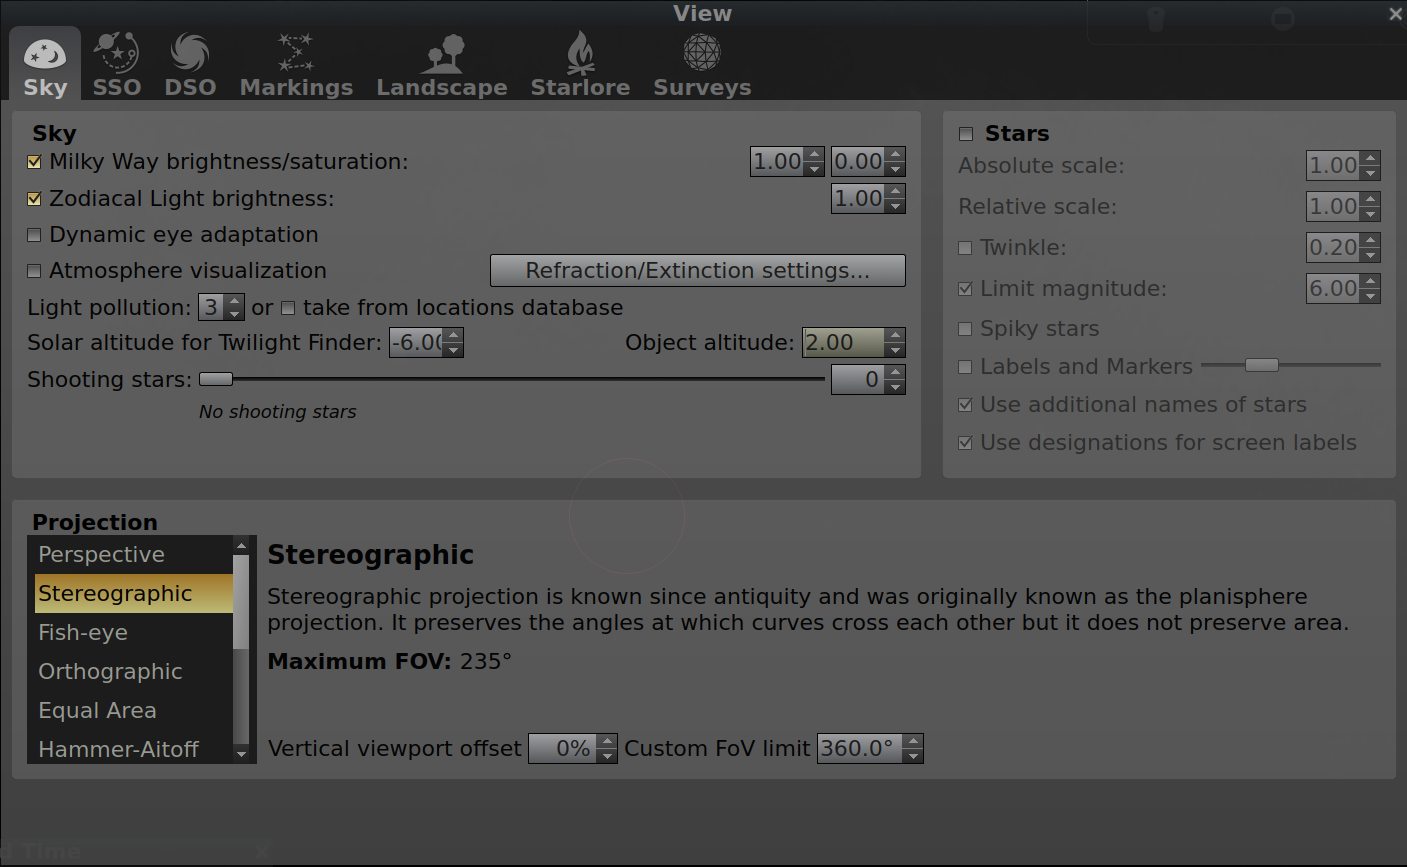 View
Sky SSO DSO Markings Landscape Starlore Surveys
Sky
Milky Way brightness/saturation: 1.00 0.00
Zodiacal Light brightness: 1.00
Dynamic eye adaptation
Atmosphere visualization Refraction/Extinction settings...
Light pollution: 3 or take from locations database
Solar altitude for Twilight Finder: -6.00 Object altitude: 2.00
Shooting stars: 0
No shooting stars
Stars
Absolute scale: 1.00
Relative scale: 1.00
Twinkle: 0.20
Limit magnitude: 6.00
Spiky stars
Labels and Markers
Use additional names of stars
Use designations for screen labels
Projection
Perspective
Stereographic
Fish-eye
Orthographic
Equal Area
Hammer-Aitoff
Stereographic
Stereographic projection is known since antiquity and was originally known as the planisphere
projection. It preserves the angles at which curves cross each other but it does not preserve area.
Maximum FOV: 235°
Vertical viewport offset 0% Custom FoV limit 360.0°
d Time